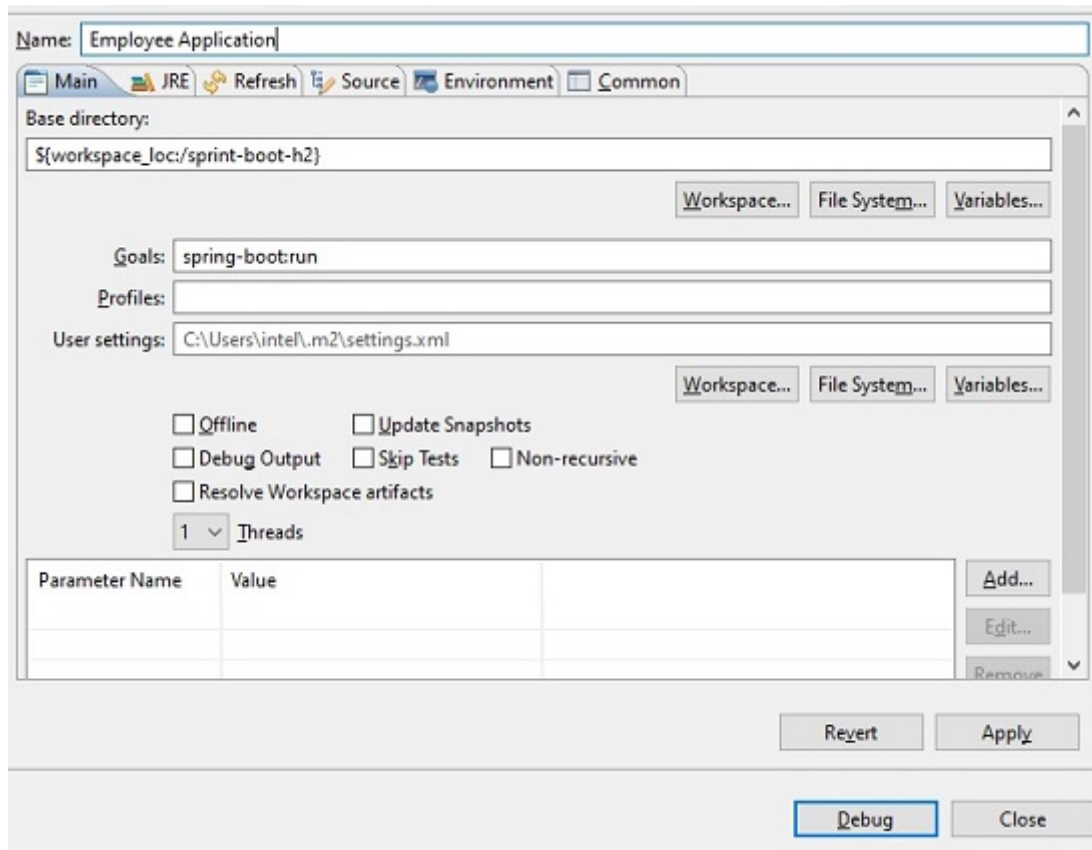 Name: Employee Application
Main JRE Refresh Source Environment Common
Base directory:
${workspace_loc:/sprint-boot-h2}
Workspace... File System... Variables...
Goals: spring-boot:run
Profiles:
User settings: C:\Users\intel\.m2\settings.xml
Workspace... File System... Variables...
Offline Update Snapshots
Debug Output Skip Tests Non-recursive
Resolve Workspace artifacts
1 Threads
Parameter Name Value Add...
Edit...
Remove
Revert Apply
Debug Close